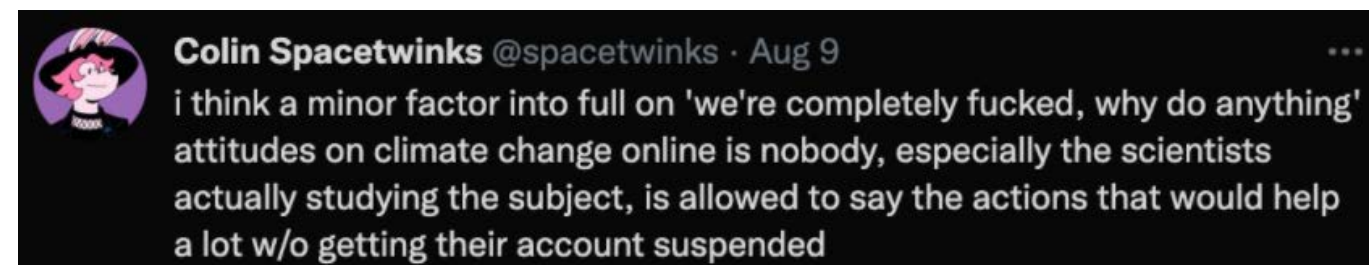 Colin Spacetwinks @spacetwinks · Aug 9
i think a minor factor into full on 'we're completely fucked, why do anything'
attitudes on climate change online is nobody, especially the scientists
actually studying the subject, is allowed to say the actions that would help
a lot w/o getting their account suspended